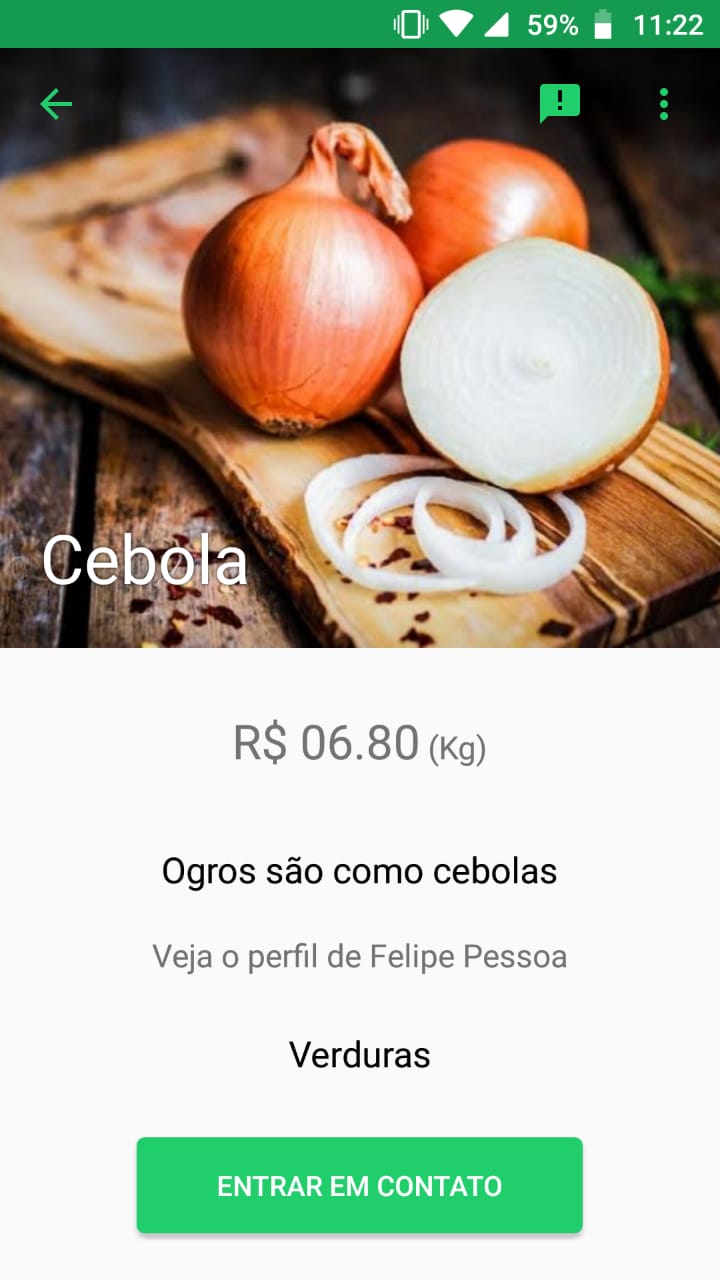 59% 11:22
Cebola
R$ 06.80 (Kg)
Ogros são como cebolas
Veja o perfil de Felipe Pessoa
Verduras
ENTRAR EM CONTATO